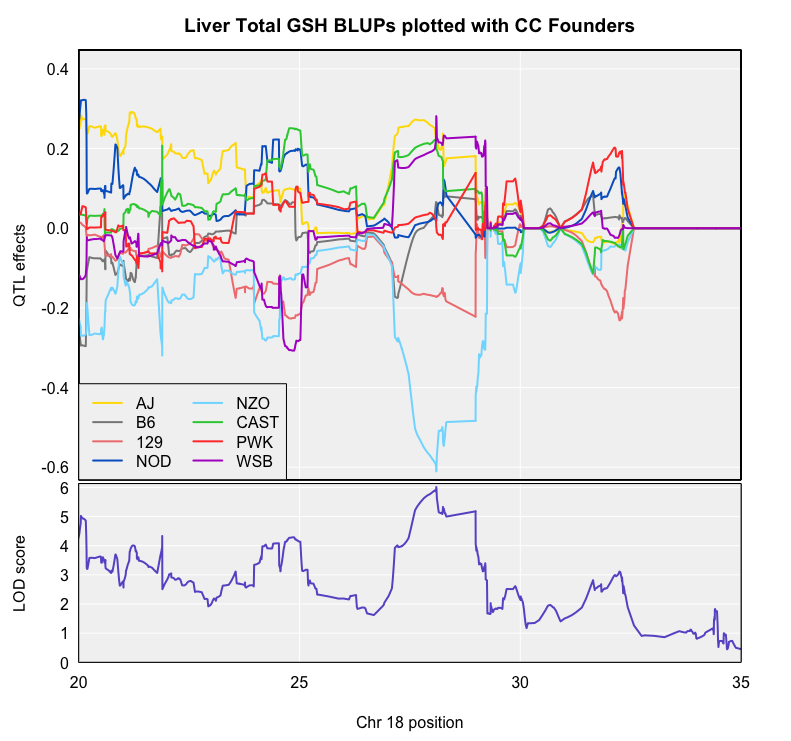 Liver Total GSH BLUPs plotted with CC Founders
0.4
0.2
0.0
-0.2
-0.4
-0.6
QTL effects
AJ NZO
B6 CAST
129 PWK
NOD WSB
6
5
4
3
2
1
0
LOD score
20 25 30 35
Chr 18 position